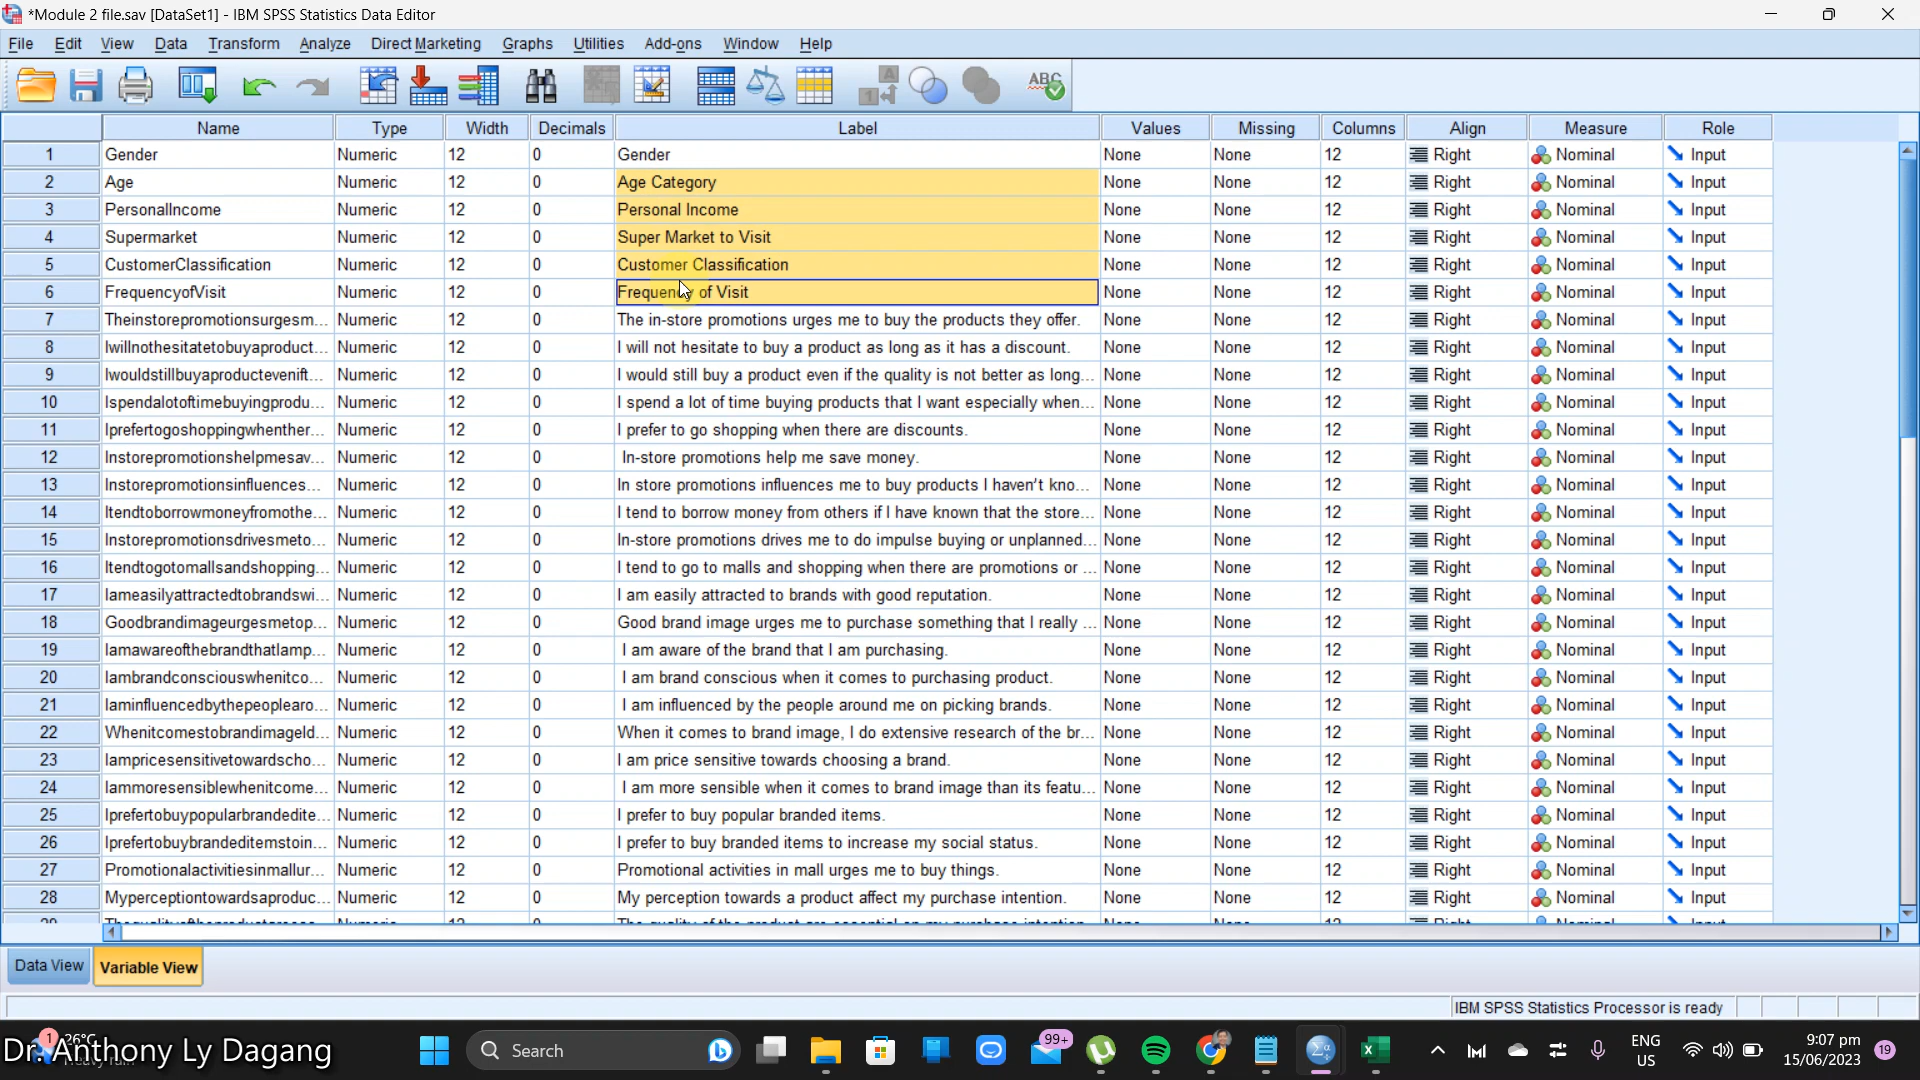 *Module 2 file.sav [DataSet1] - IBM SPSS Statistics Data Editor
File Edit View Data Transform Analyze Direct Marketing Graphs Utilities Add-ons Window Help
Name Type Width Decimals Label Values Missing Columns Align Measure Role
1 Gender Numeric 12 0 Gender None None 12 Right Nominal Input
2 Age Numeric 12 0 Age Category None None 12 Right Nominal Input
3 PersonalIncome Numeric 12 0 Personal Income None None 12 Right Nominal Input
4 Supermarket Numeric 12 0 Super Market to Visit None None 12 Right Nominal Input
5 CustomerClassification Numeric 12 0 Customer Classification None None 12 Right Nominal Input
6 FrequencyofVisit Numeric 12 0 Frequency of Visit None None 12 Right Nominal Input
7 Theinstorepromotionsurgesm... Numeric 12 0 The in-store promotions urges me to buy the products they offer. None None 12 Right Nominal Input
8 Iwillnothesitatetobuyaproduct... Numeric 12 0 I will not hesitate to buy a product as long as it has a discount. None None 12 Right Nominal Input
9 Iwouldstillbuyaproductevenift... Numeric 12 0 I would still buy a product even if the quality is not better as long... None None 12 Right Nominal Input
10 Ispendalotoftimebuyingprodu... Numeric 12 0 I spend a lot of time buying products that I want especially when... None None 12 Right Nominal Input
11 Iprefertogoshoppingwhenther... Numeric 12 0 I prefer to go shopping when there are discounts. None None 12 Right Nominal Input
12 Instorepromotionshelpmesav... Numeric 12 0 In-store promotions help me save money. None None 12 Right Nominal Input
13 Instorepromotionsinfluences... Numeric 12 0 In store promotions influences me to buy products I haven't kno... None None 12 Right Nominal Input
14 Itendtoborrowmoneyfromothe... Numeric 12 0 I tend to borrow money from others if I have known that the store... None None 12 Right Nominal Input
15 Instorepromotionsdrivesmeto... Numeric 12 0 In-store promotions drives me to do impulse buying or unplanned... None None 12 Right Nominal Input
16 Itendtogotomallsandshopping... Numeric 12 0 I tend to go to malls and shopping when there are promotions or ... None None 12 Right Nominal Input
17 Iameasilyattractedtobrandswi... Numeric 12 0 I am easily attracted to brands with good reputation. None None 12 Right Nominal Input
18 Goodbrandimageurgesmetop... Numeric 12 0 Good brand image urges me to purchase something that I really ... None None 12 Right Nominal Input
19 Iamawareofthebrandthatlamp... Numeric 12 0 I am aware of the brand that I am purchasing. None None 12 Right Nominal Input
20 Iambrandconsciouswhenitco... Numeric 12 0 I am brand conscious when it comes to purchasing product. None None 12 Right Nominal Input
21 Iaminfluencedbythepeoplearo... Numeric 12 0 I am influenced by the people around me on picking brands. None None 12 Right Nominal Input
22 WhenitcomestobrandimageId... Numeric 12 0 When it comes to brand image, I do extensive research of the br... None None 12 Right Nominal Input
23 Iampricesensitivetowardscho... Numeric 12 0 I am price sensitive towards choosing a brand. None None 12 Right Nominal Input
24 Iammoresensiblewhenitcome... Numeric 12 0 I am more sensible when it comes to brand image than its featu... None None 12 Right Nominal Input
25 Iprefertobuypopularbrandedite... Numeric 12 0 I prefer to buy popular branded items. None None 12 Right Nominal Input
26 Iprefertobuybrandeditemstoin... Numeric 12 0 I prefer to buy branded items to increase my social status. None None 12 Right Nominal Input
27 Promotionalactivitiesinmallur... Numeric 12 0 Promotional activities in mall urges me to buy things. None None 12 Right Nominal Input
28 Myperceptiontowardsaproduc... Numeric 12 0 My perception towards a product affect my purchase intention. None None 12 Right Nominal Input
Data View Variable View
IBM SPSS Statistics Processor is ready
Dr. Anthony Ly Dagang
1 26°C
Search
99+
ENG
US
9:07 pm
15/06/2023
19